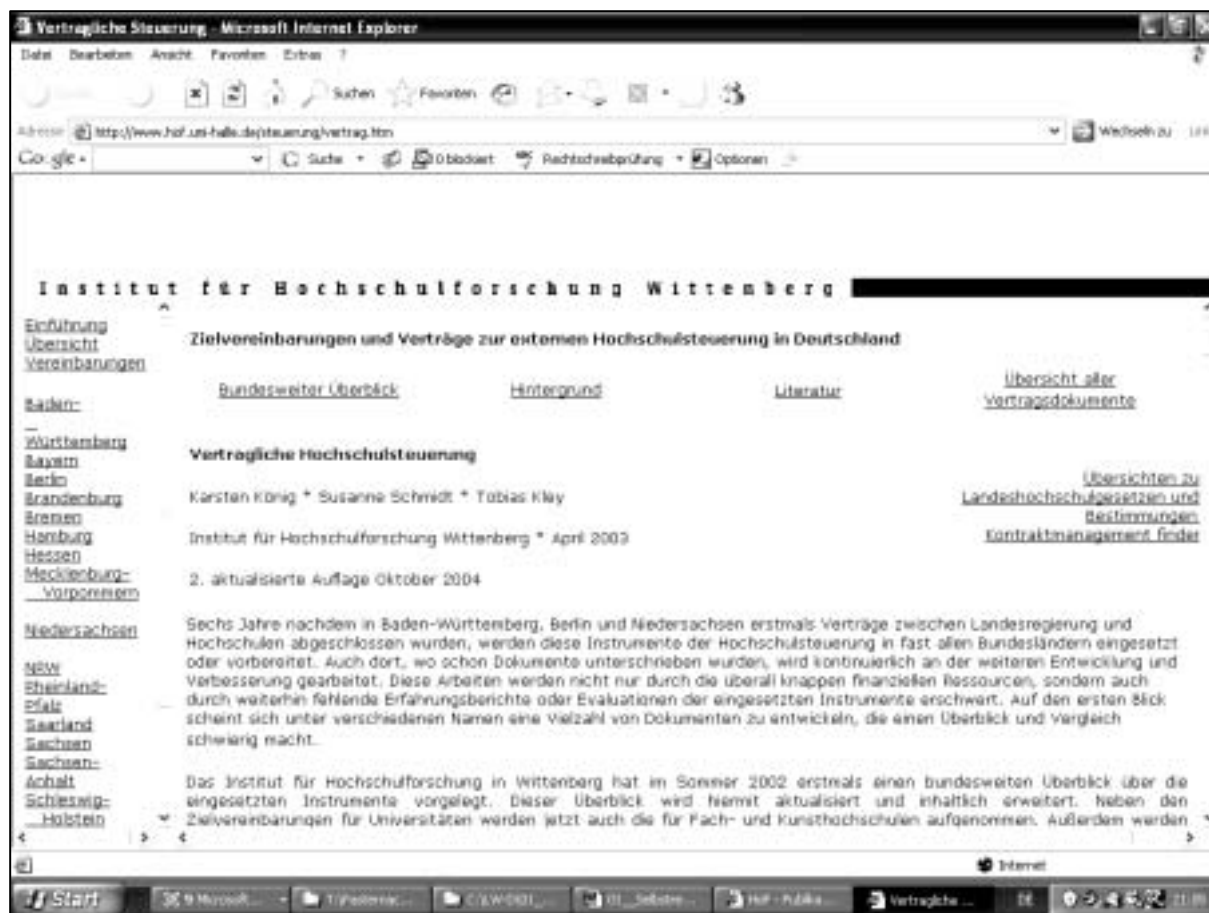 Vertragliche Steuerung - Microsoft Internet Explorer
Datei Bearbeiten Ansicht Favoriten Extras ?
Suchen Favoriten
Adresse http://www.hof.uni-halle.de/steuerung/vertrag.htm Wechseln zu
Google Suche 0 blockiert Rechtschreibprüfung Optionen
Institut für Hochschulforschung Wittenberg
Einführung
Übersicht
Vereinbarungen
Baden-
Württemberg
Bayern
Berlin
Brandenburg
Bremen
Hamburg
Hessen
Mecklenburg-
Vorpommern
Niedersachsen
NRW
Rheinland-
Pfalz
Saarland
Sachsen
Sachsen-
Anhalt
Schleswig-
Holstein
Zielvereinbarungen und Verträge zur externen Hochschulsteuerung in Deutschland
Bundesweiter Überblick Hintergrund Literatur Übersicht aller
Vertragsdokumente
Vertragliche Hochschulsteuerung
Karsten König * Susanne Schmidt * Tobias Kley
Institut für Hochschulforschung Wittenberg * April 2003
2. aktualisierte Auflage Oktober 2004
Übersichten zu
Landeshochschulgesetzen und
Bestimmungen
Kontraktmanagement finden
Sechs Jahre nachdem in Baden-Württemberg, Berlin und Niedersachsen erstmals Verträge zwischen Landesregierung und
Hochschulen abgeschlossen wurden, werden diese Instrumente der Hochschulsteuerung in fast allen Bundesländern eingesetzt
oder vorbereitet. Auch dort, wo schon Dokumente unterschrieben wurden, wird kontinuierlich an der weiteren Entwicklung und
Verbesserung gearbeitet. Diese Arbeiten werden nicht nur durch die überall knappen finanziellen Ressourcen, sondern auch
durch weiterhin fehlende Erfahrungsberichte oder Evaluationen der eingesetzten Instrumente erschwert. Auf den ersten Blick
scheint sich unter verschiedenen Namen eine Vielzahl von Dokumenten zu entwickeln, die einen Überblick und Vergleich
schwierig macht.
Das Institut für Hochschulforschung in Wittenberg hat im Sommer 2002 erstmals einen bundesweiten Überblick über die
eingesetzten Instrumente vorgelegt. Dieser Überblick wird hiermit aktualisiert und inhaltlich erweitert. Neben den
Zielvereinbarungen für Universitäten werden jetzt auch die für Fach- und Kunsthochschulen aufgenommen. Außerdem werden
Internet
Start 9 Microsoft... Vertragliche ... DE